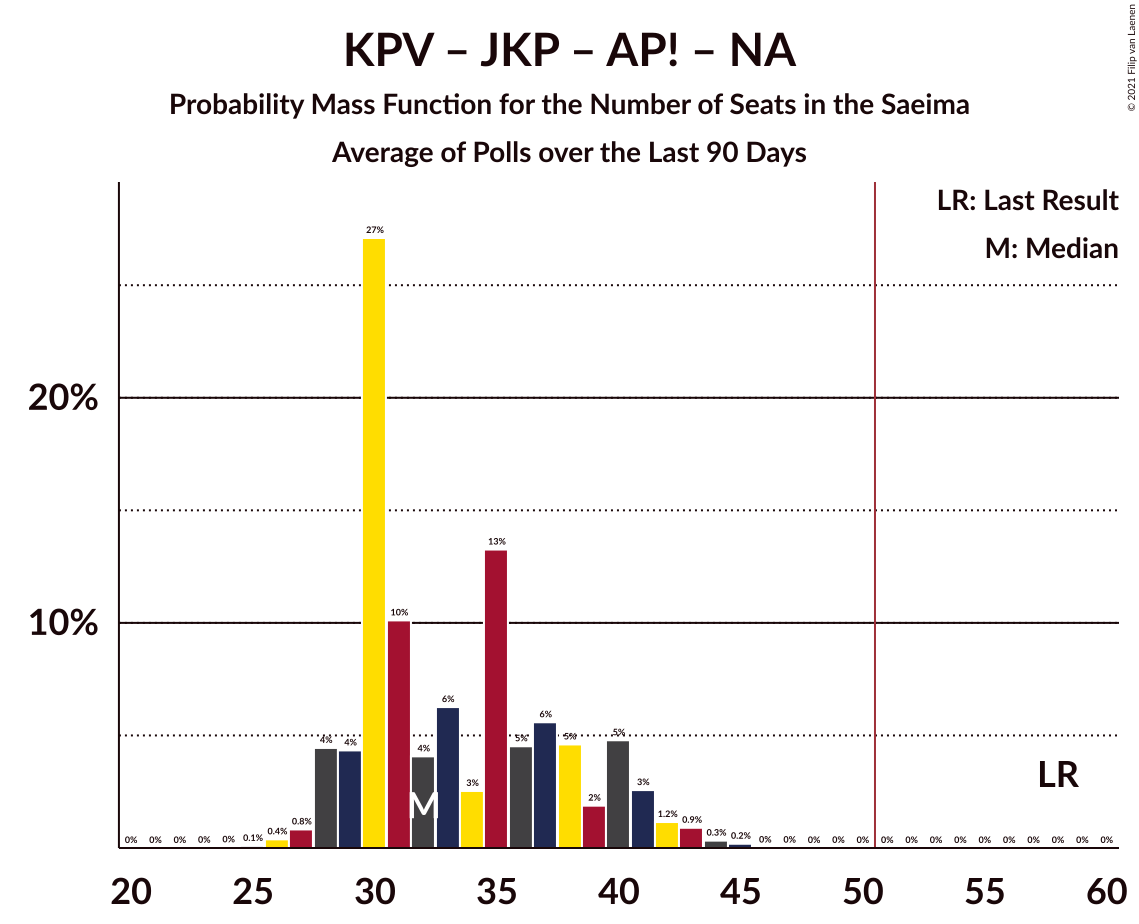 KPV – JKP – AP! – NA
Probability Mass Function for the Number of Seats in the Saeima
Average of Polls over the Last 90 Days
© 2021 Filip van Laenen
LR: Last Result
M: Median
20%
10%
0% 0% 0% 0% 0% 0.1% 0.4% 0.8% 4% 4% 27% 10% 4% 6% 3% 13% 5% 6% 5% 2% 5% 3% 1.2% 0.9% 0.3% 0.2% 0% 0% 0% 0% 0% 0% 0% 0% 0% 0% 0% 0% 0% 0% 0%
M
LR
20 25 30 35 40 45 50 55 60